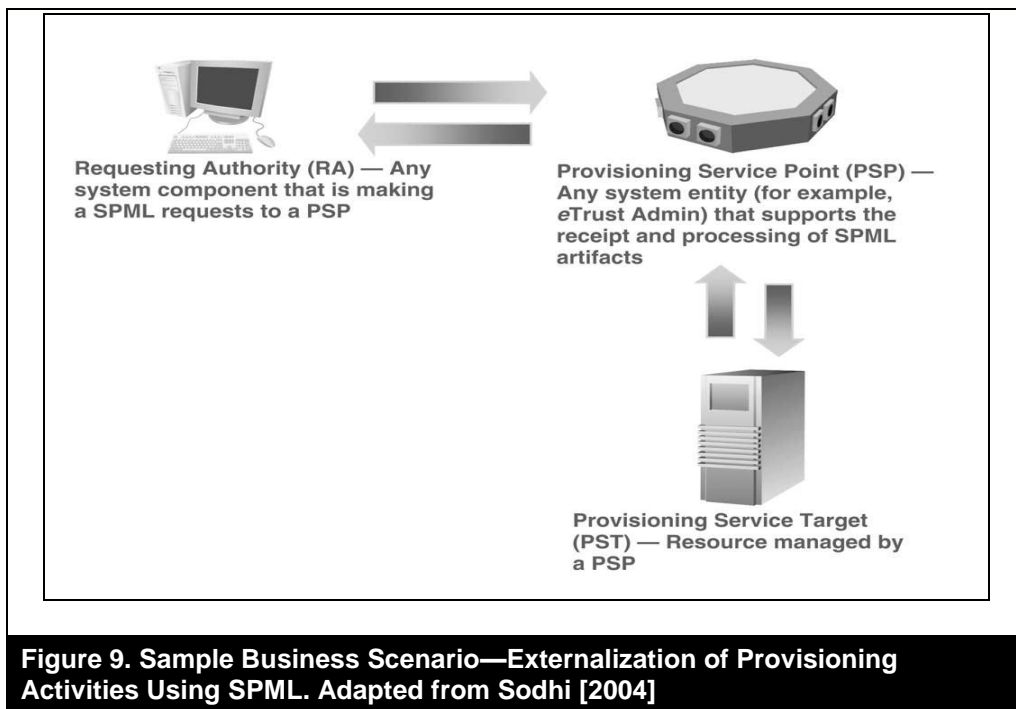 Requesting Authority (RA) — Any
system component that is making
a SPML requests to a PSP
Provisioning Service Point (PSP) —
Any system entity (for example,
eTrust Admin) that supports the
receipt and processing of SPML
artifacts
Provisioning Service Target
(PST) — Resource managed by
a PSP
Figure 9. Sample Business Scenario—Externalization of Provisioning
Activities Using SPML. Adapted from Sodhi [2004]